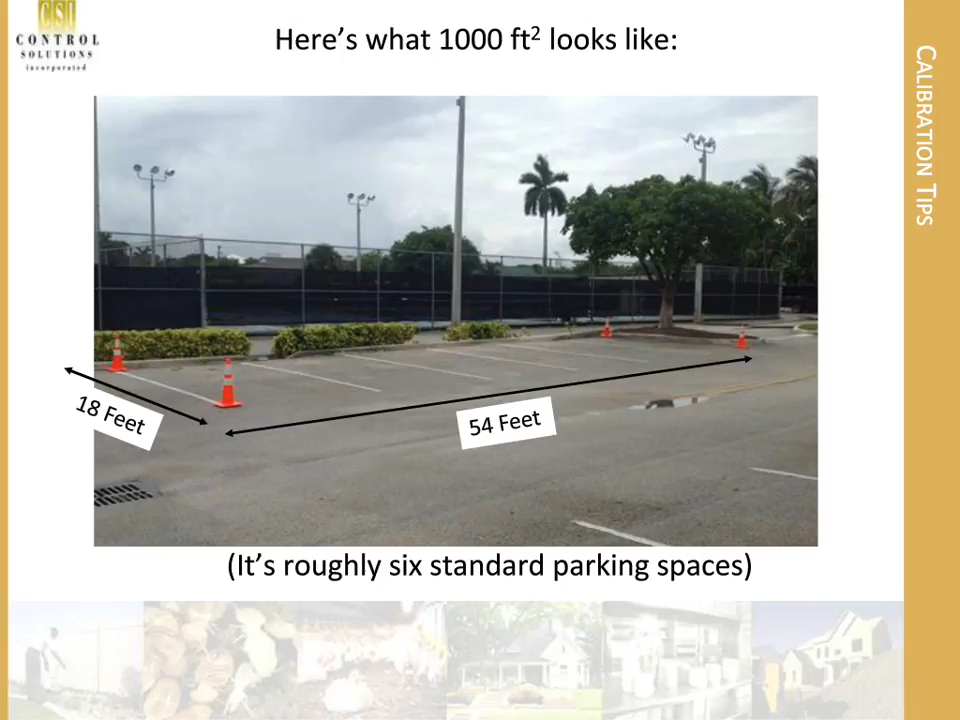 CSI
CONTROL
SOLUTIONS
incorporated
Here's what 1000 ft² looks like:
CALIBRATION TIPS
18 Feet
54 Feet
(It's roughly six standard parking spaces)